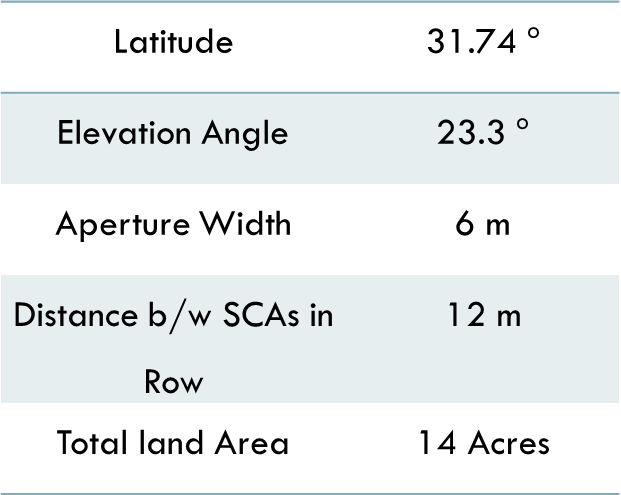 Latitude 31.74 °
Elevation Angle 23.3 °
Aperture Width 6 m
Distance b/w SCAs in 12 m
Row
Total land Area 14 Acres